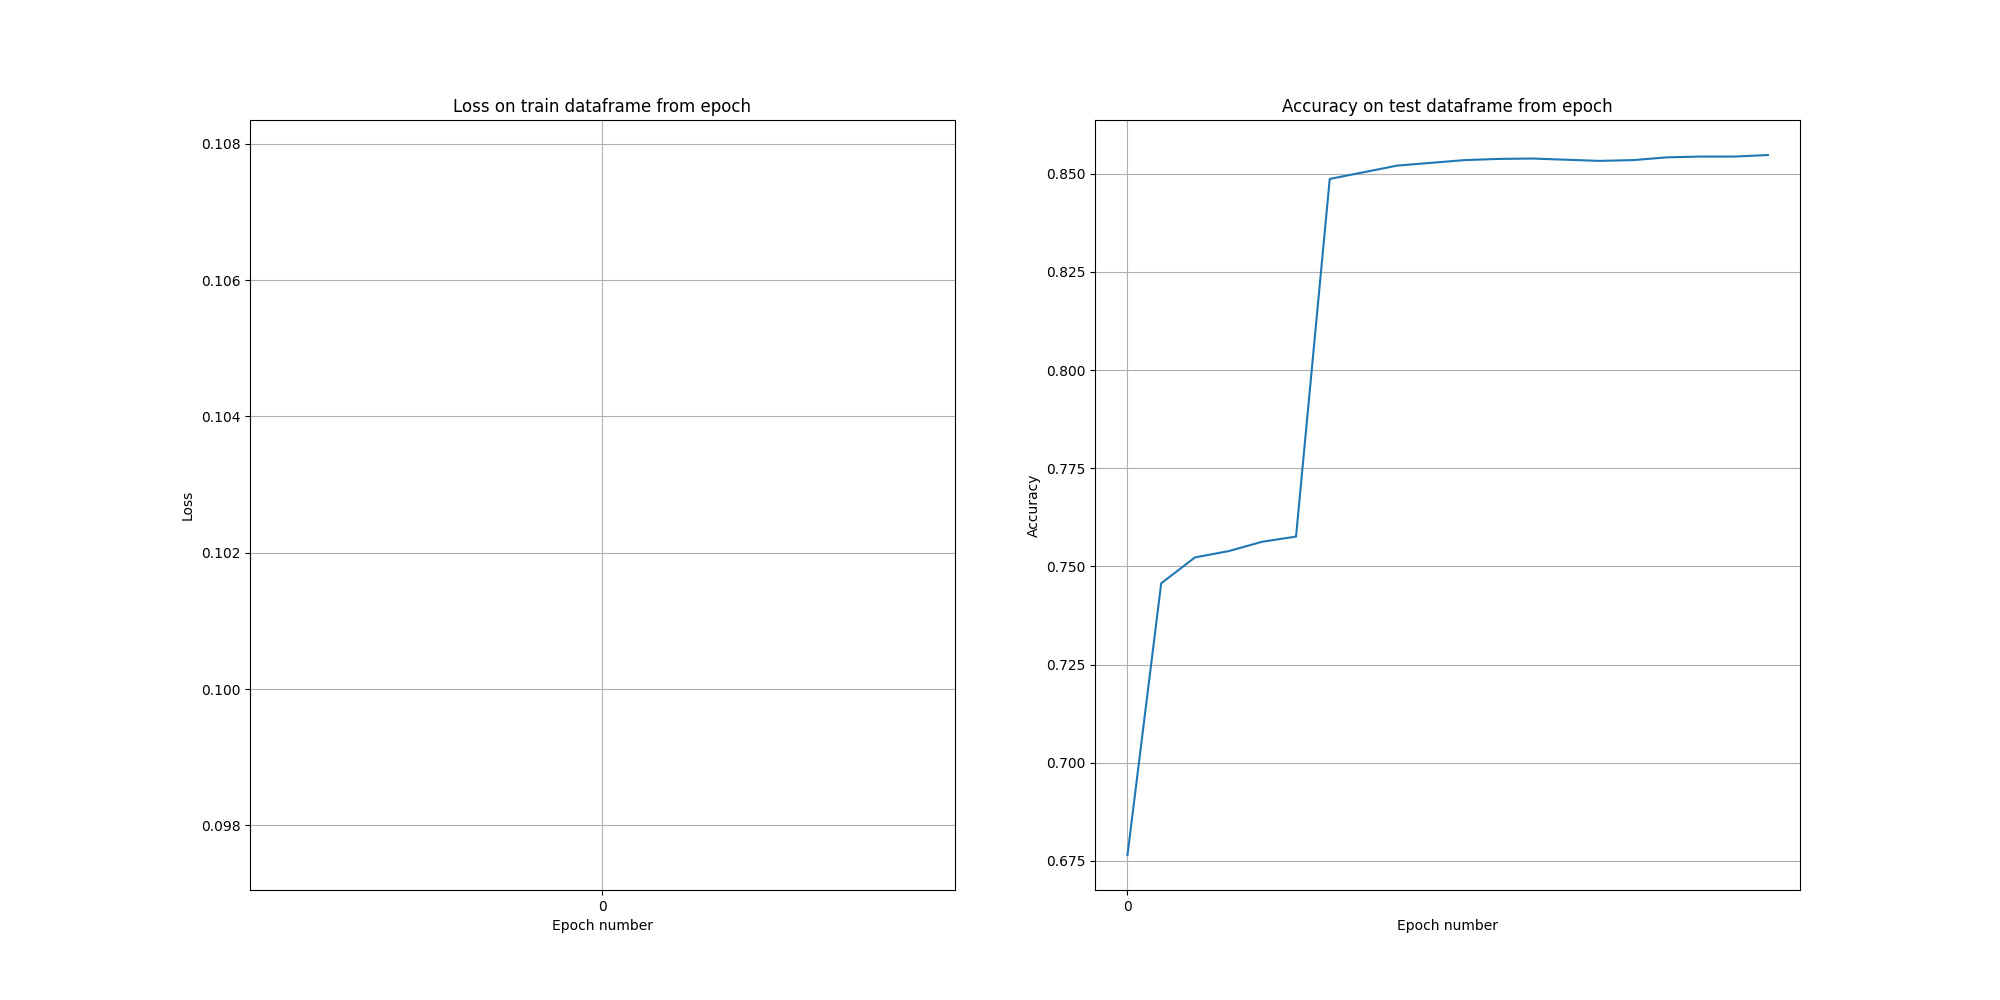 Loss on train dataframe from epoch
0.108
0.106
0.104
0.102
0.100
0.098
Loss
0
Epoch number
Accuracy on test dataframe from epoch
0.850
0.825
0.800
0.775
0.750
0.725
0.700
0.675
Accuracy
0
Epoch number